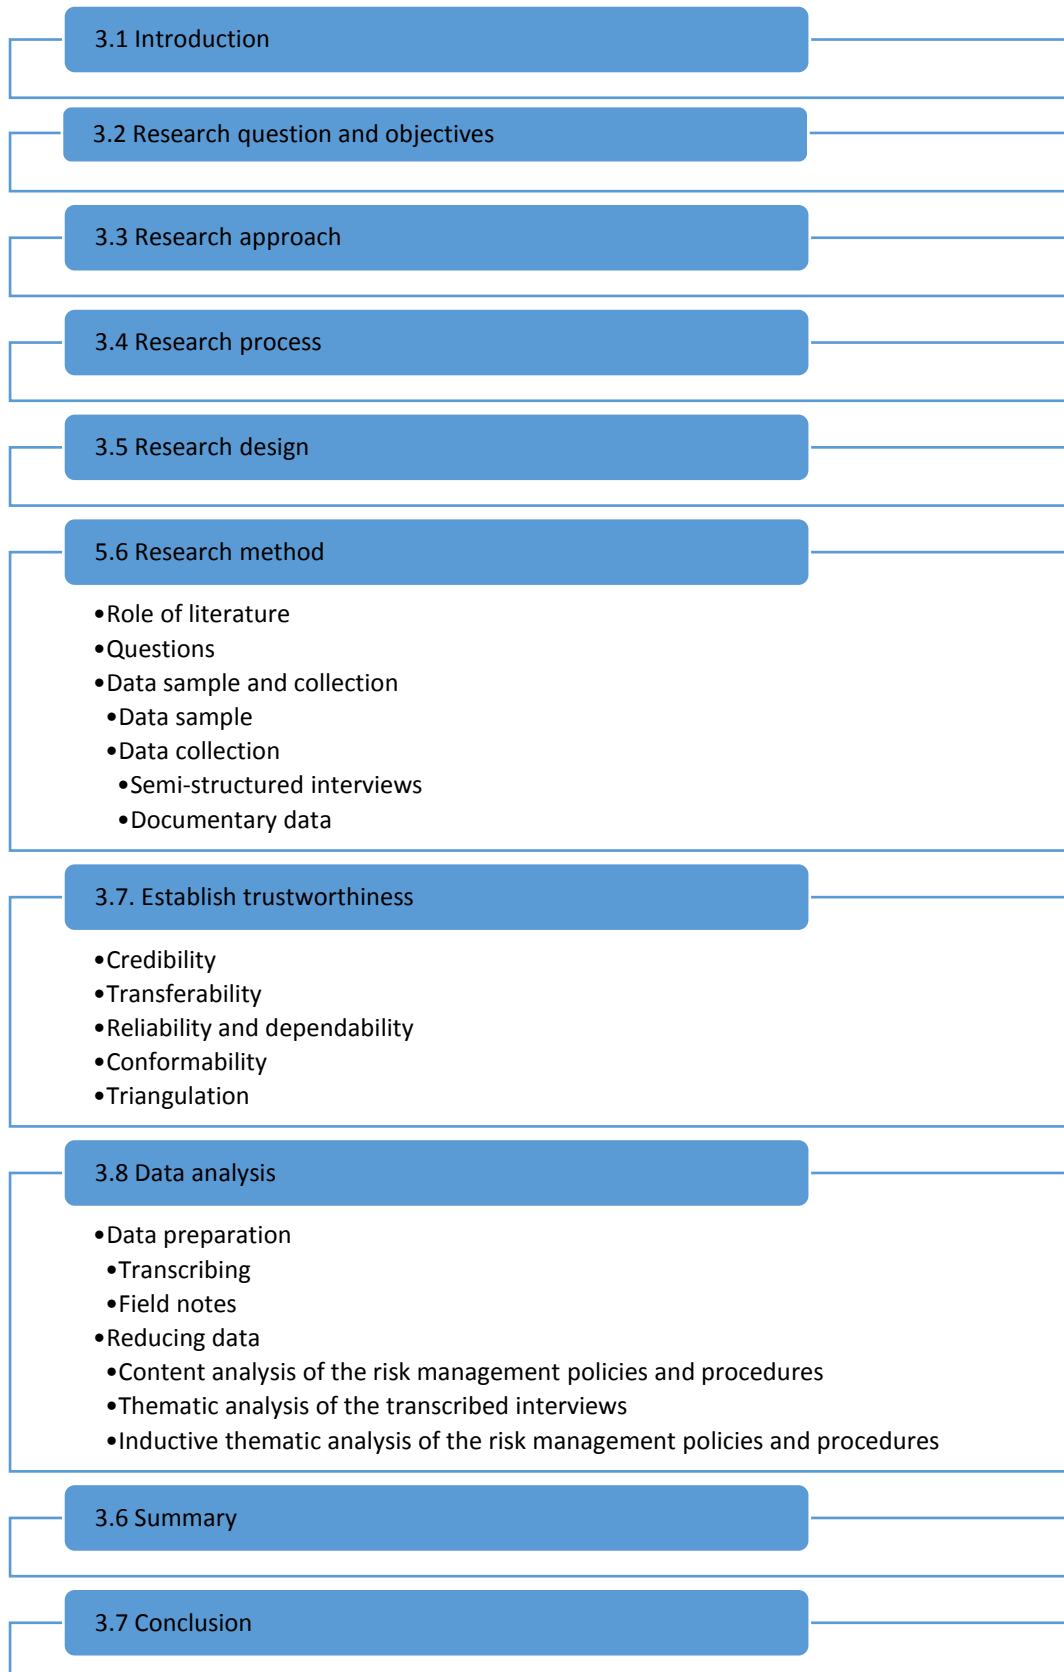 3.1 Introduction
3.2 Research question and objectives
3.3 Research approach
3.4 Research process
3.5 Research design
5.6 Research method
•Role of literature
•Questions
•Data sample and collection
•Data sample
•Data collection
•Semi-structured interviews
•Documentary data
3.7. Establish trustworthiness
•Credibility
•Transferability
•Reliability and dependability
•Conformability
•Triangulation
3.8 Data analysis
•Data preparation
•Transcribing
•Field notes
•Reducing data
•Content analysis of the risk management policies and procedures
•Thematic analysis of the transcribed interviews
•Inductive thematic analysis of the risk management policies and procedures
3.6 Summary
3.7 Conclusion